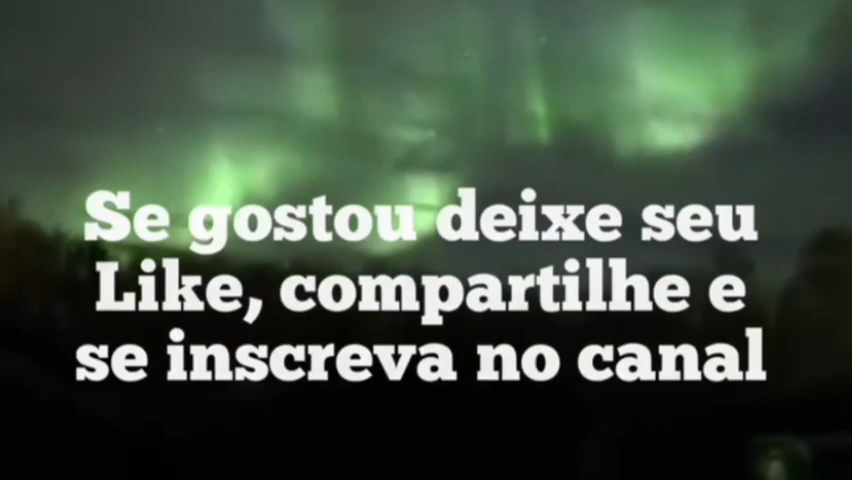 Se gostou deixe seu
Like, compartilhe e
se inscreva no canal